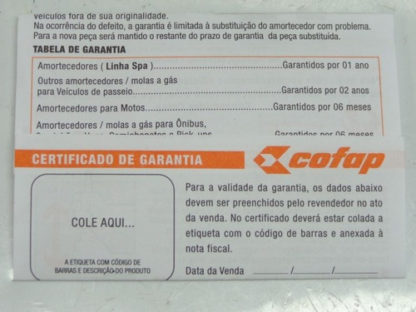 veículos fora de sua originalidade.
Na ocorrência do defeito, a garantia é limitada à substituição do amortecedor com problema.
Para a nova peça será mantido o restante do prazo de garantia da peça substituída.
TABELA DE GARANTIA
Amortecedores ( Linha Spa )..........Garantidos por 01 ano
Outros amortecedores / molas a gás
para Veículos de passeio..........Garantidos por 02 anos
Amortecedores para Motos..........Garantidos por 06 meses
Amortecedores / molas a gás para Ônibus,
Garantidos por 06 meses
CERTIFICADO DE GARANTIA
cofap
COLE AQUI...
A ETIQUETA COM CÓDIGO DE
BARRAS E DESCRIÇÃO DO PRODUTO
Para a validade da garantia, os dados abaixo
devem ser preenchidos pelo revendedor no ato
da venda. No certificado deverá estar colada a
etiqueta com o código de barras e anexada à
nota fiscal.
Data da Venda ____/____/____